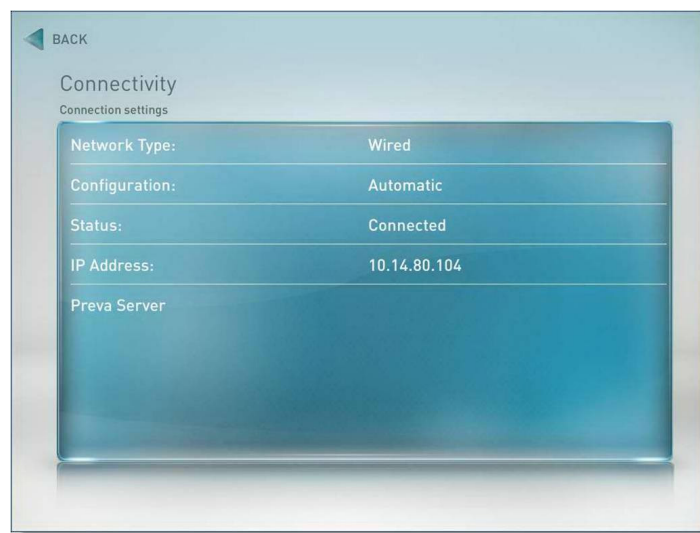 BACK
Connectivity
Connection settings
Network Type: Wired
Configuration: Automatic
Status: Connected
IP Address: 10.14.80.104
Preva Server